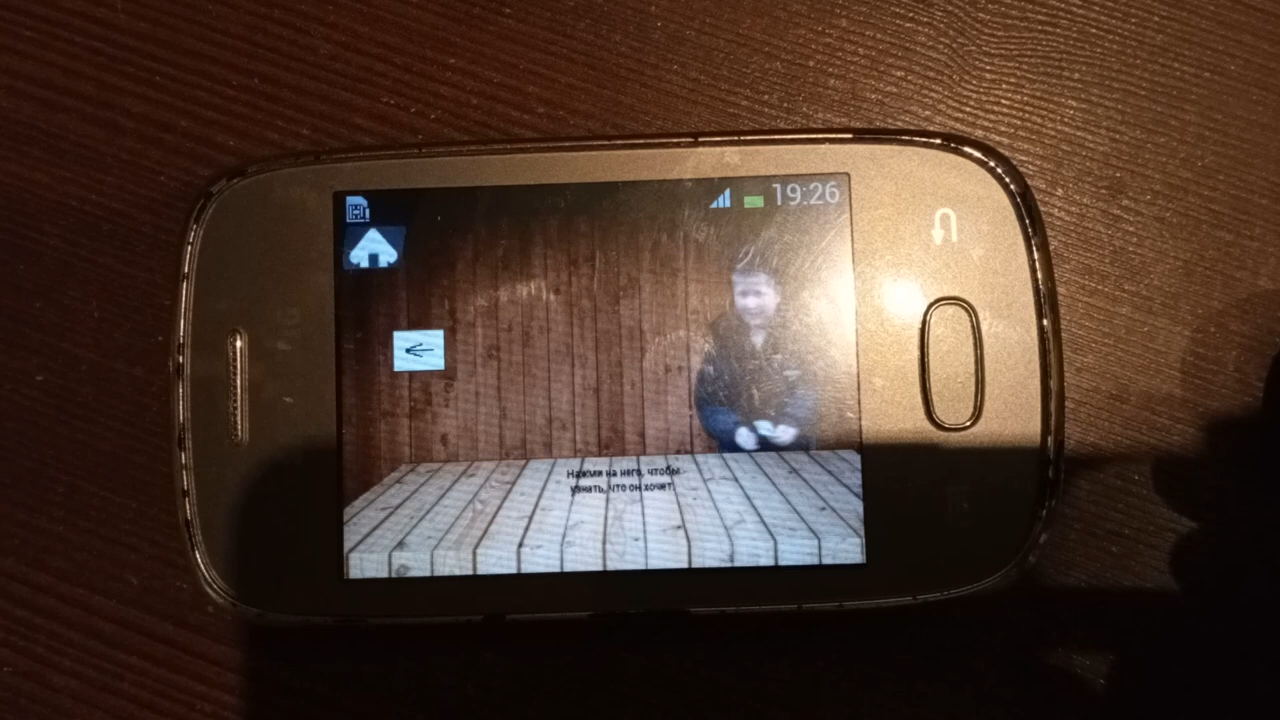 19:26
Нажми на него, чтобы
узнать, что он хочет.